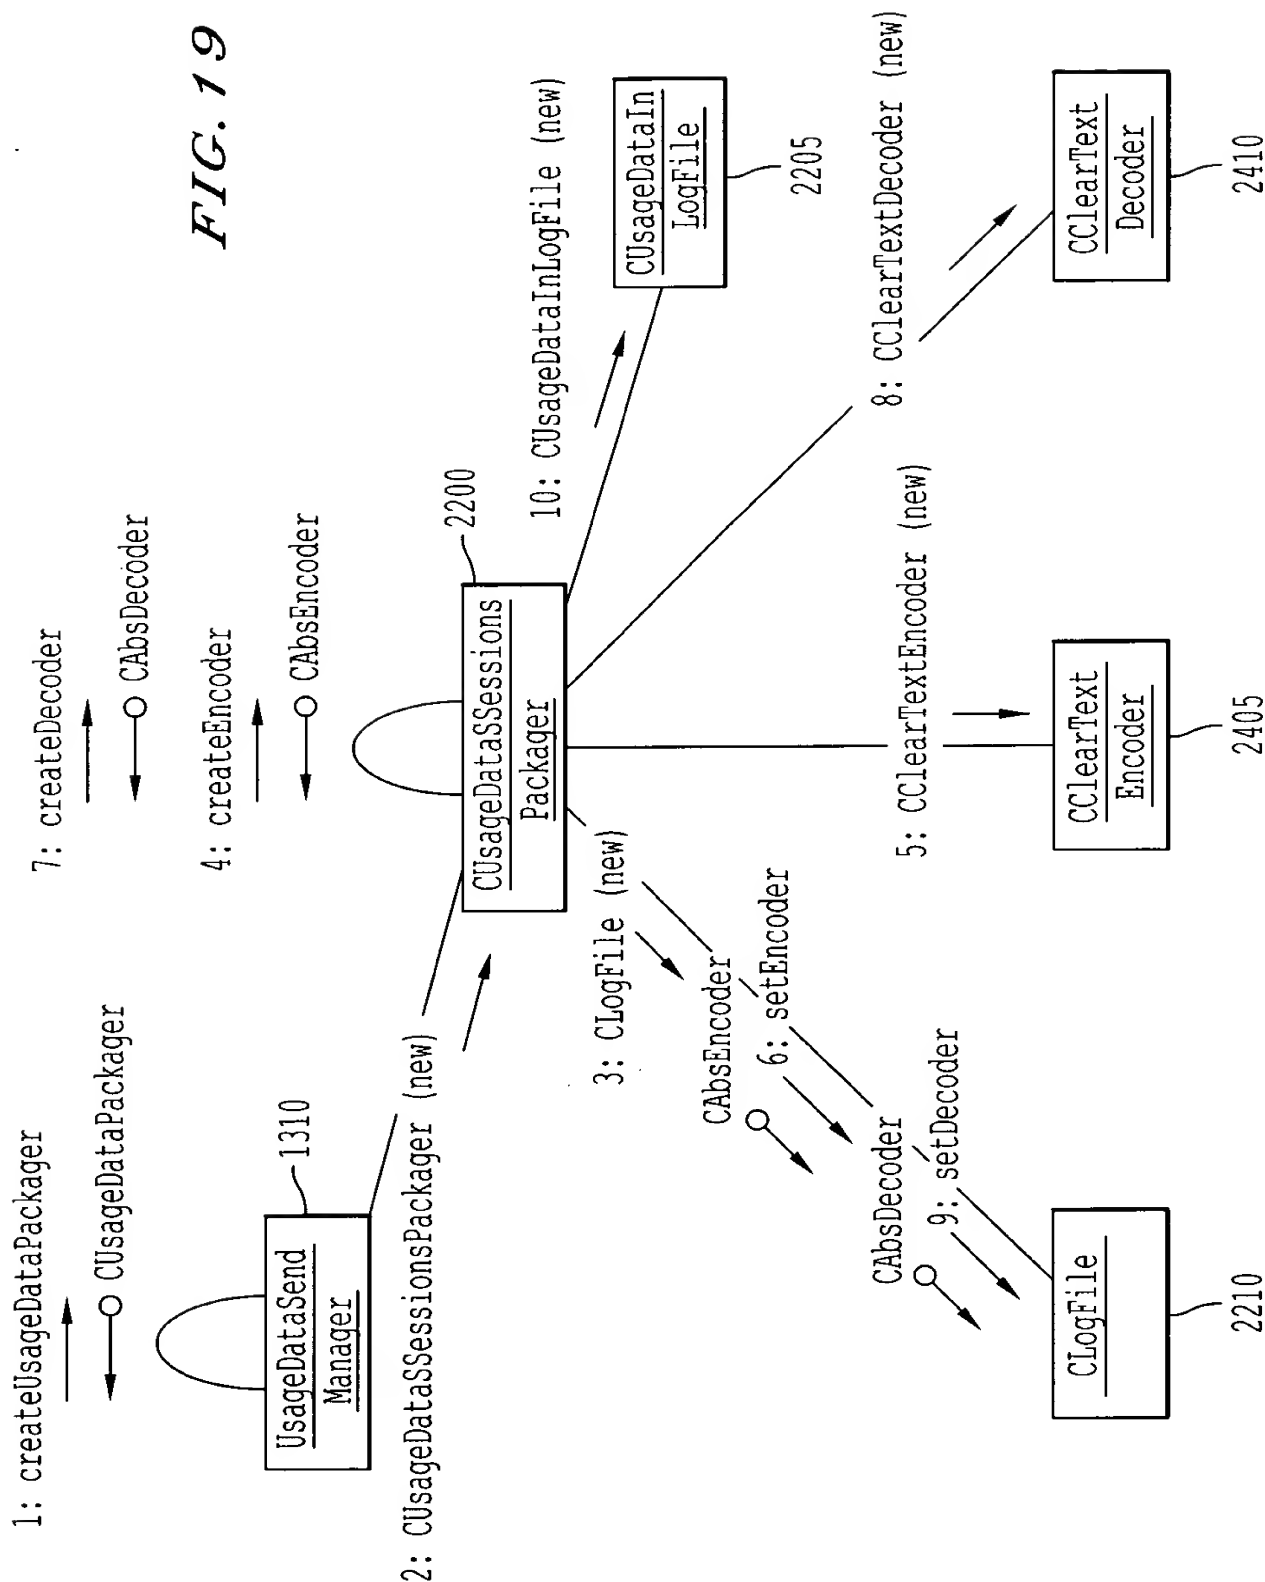 FIG. 19
1: createUsageDataPackager
CUsageDataPackager
UsageDataSend
Manager
1310
2: CUsageDataSSessionsPackager (new)
7: createDecoder
CAbsDecoder
4: createEncoder
CAbsEncoder
CUsageDataSSessions
Packager
2200
10: CUsageDataInLogFile (new)
CUsageDataIn
LogFile
2205
3: CLogFile (new)
CAbsEncoder
6: setEncoder
CAbsDecoder
9: setDecoder
CLogFile
2210
5: CClearTextEncoder (new)
CClearText
Encoder
2405
8: CClearTextDecoder (new)
CClearText
Decoder
2410